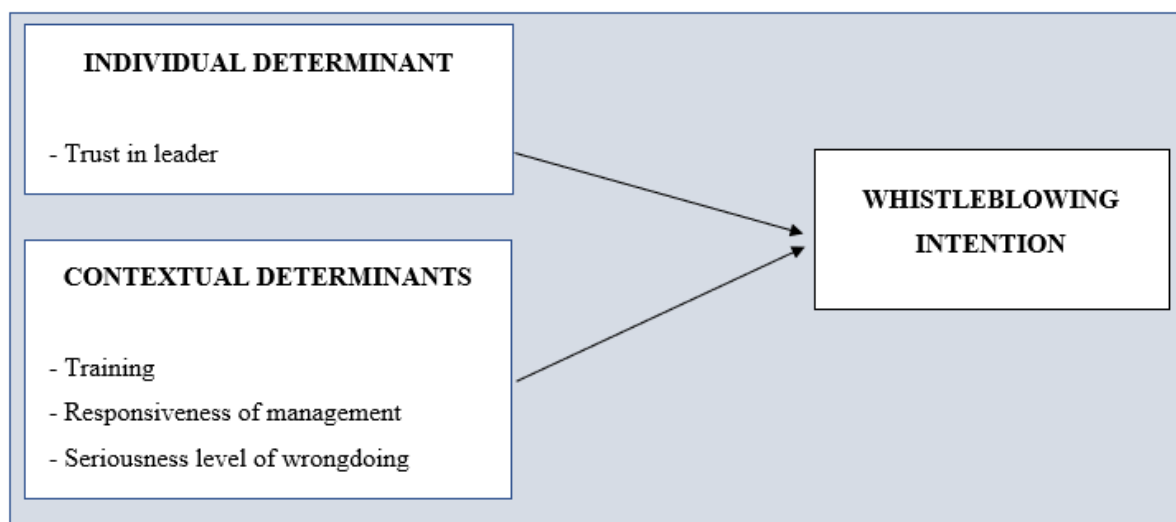 INDIVIDUAL DETERMINANT
- Trust in leader
CONTEXTUAL DETERMINANTS
- Training
- Responsiveness of management
- Seriousness level of wrongdoing
WHISTLEBLOWING
INTENTION